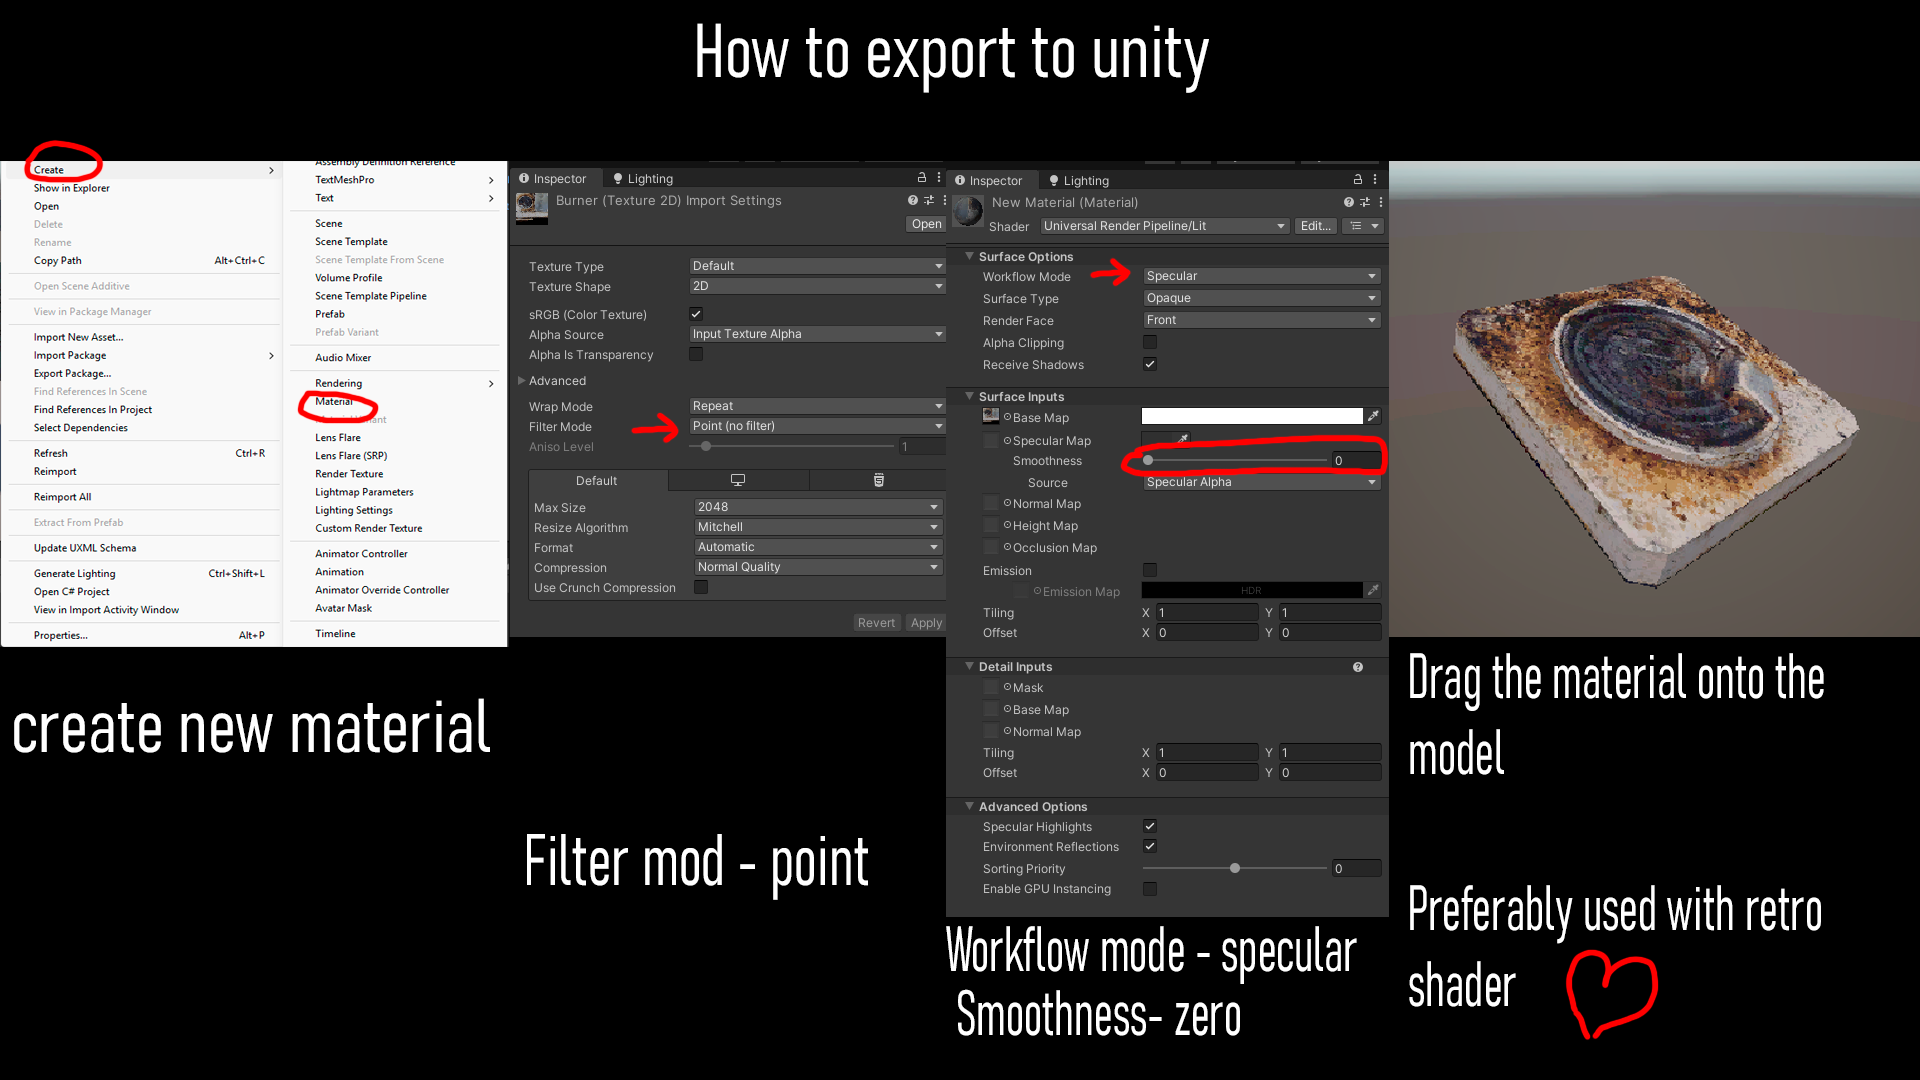 How to export to unity
Create
Show in Explorer
Open
Delete
Rename
Copy Path Alt+Ctrl+C
Open Scene Additive
View in Package Manager
Import New Asset...
Import Package
Export Package...
Find References In Scene
Find References In Project
Select Dependencies
Refresh Ctrl+R
Reimport
Reimport All
Extract From Prefab
Update UXML Schema
Generate Lighting Ctrl+Shift+L
Open C# Project
View in Import Activity Window
Properties... Alt+P
Assembly Definition Reference
TextMeshPro
Text
Scene
Scene Template
Scene Template From Scene
Volume Profile
Scene Template Pipeline
Prefab
Prefab Variant
Audio Mixer
Rendering
Material
Lens Flare
Lens Flare (SRP)
Render Texture
Lightmap Parameters
Lighting Settings
Custom Render Texture
Animator Controller
Animation
Animator Override Controller
Avatar Mask
Timeline
create new material
Inspector Lighting
Burner (Texture 2D) Import Settings
Open
Texture Type Default
Texture Shape 2D
sRGB (Color Texture)
Alpha Source Input Texture Alpha
Alpha Is Transparency
Advanced
Wrap Mode Repeat
Filter Mode Point (no filter)
Aniso Level 1
Default
Max Size 2048
Resize Algorithm Mitchell
Format Automatic
Compression Normal Quality
Use Crunch Compression
Revert Apply
Filter mod - point
Inspector Lighting
New Material (Material)
Shader Universal Render Pipeline/Lit Edit...
Surface Options
Workflow Mode Specular
Surface Type Opaque
Render Face Front
Alpha Clipping
Receive Shadows
Surface Inputs
Base Map
Specular Map
Smoothness 0
Source Specular Alpha
Normal Map
Height Map
Occlusion Map
Emission
Emission Map HDR
Tiling X 1 Y 1
Offset X 0 Y 0
Detail Inputs
Mask
Base Map
Normal Map
Tiling X 1 Y 1
Offset X 0 Y 0
Advanced Options
Specular Highlights
Environment Reflections
Sorting Priority 0
Enable GPU Instancing
Workflow mode - specular
Smoothness- zero
Drag the material onto the
model
Preferably used with retro
shader